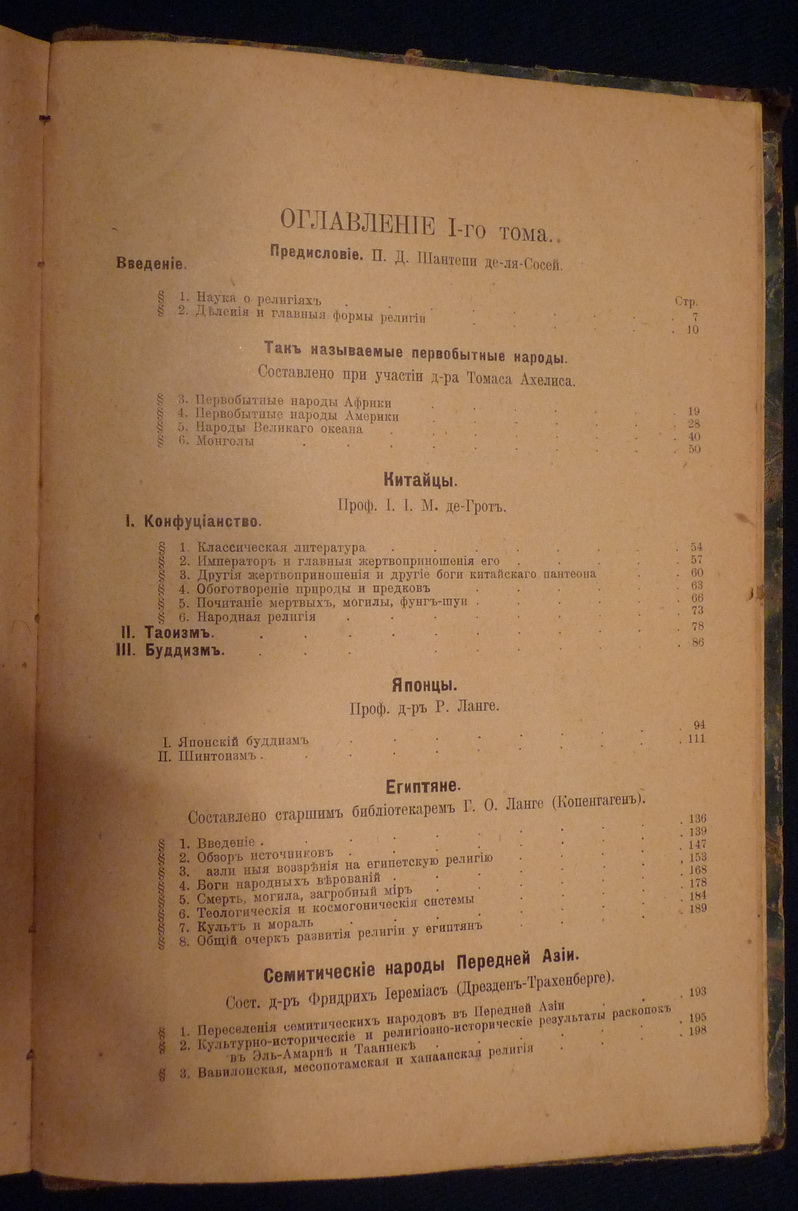 ОГЛАВЛЕНІЕ I-го тома.
Предисловіе. П. Д. Шантепи де-ля-Сосей.
Введеніе.
Стр.
§ 1. Наука о религіяхъ . . . . . . . 7
§ 2. Дѣленія и главныя формы религіи . . . . . . 10
Такъ называемые первобытные народы.
Составлено при участіи д-ра Томаса Ахелиса.
§ 3. Первобытные народы Африки . . . . . . 19
§ 4. Первобытные народы Америки . . . . . . 28
§ 5. Народы Великаго океана . . . . . . 40
§ 6. Монголы . . . . . . . . 50
Китайцы.
Проф. І. І. М. де-Гротъ.
I. Конфуціанство.
§ 1. Классическая литература . . . . . . . 54
§ 2. Императоръ и главныя жертвоприношенія его . . . . . 57
§ 3. Другія жертвоприношенія и другіе боги китайскаго пантеона . . . 60
§ 4. Обоготвореніе природы и предковъ . . . . . . 63
§ 5. Почитаніе мертвыхъ, могилы, фунгъ-шуи . . . . . 66
§ 6. Народная религія . . . . . . . . 73
II. Таоизмъ. . . . . . . . . . . 78
III. Буддизмъ. . . . . . . . . . . 86
Японцы.
Проф. д-ръ Р. Ланге.
I. Японскій буддизмъ . . . . . . . . 94
II. Шинтоизмъ . . . . . . . . . 111
Египтяне.
Составлено старшимъ библіотекаремъ Г. О. Ланге (Копенгагенъ).
§ 1. Введеніе . . . . . . . . . 136
§ 2. Обзоръ источниковъ . . . . . . . 139
§ 3. азли ныя воззрѣнія на египетскую религію . . . . 147
§ 4. Боги народныхъ вѣрованій . . . . . . 153
§ 5. Смерть, могила, загробный міръ . . . . . . 168
§ 6. Теологическія и космогоническія системы . . . . . 178
§ 7. Культъ и мораль . . . . . . . 184
§ 8. Общій очеркъ развитія религіи у египтянъ . . . . . 189
Семитическіе народы Передней Азіи.
Сост. д-ръ Фридрихъ Іереміасъ (Дрезденъ-Трахенберге).
§ 1. Переселенія семитическихъ народовъ въ Передней Азіи . . . 193
§ 2. Культурно-историческіе и религіозно-историческіе результаты раскопокъ
въ Эль-Амарнѣ и Тааннекѣ . . . . . . 195
§ 3. Вавилонская, месопотамская и ханаанская религія . . . . 198